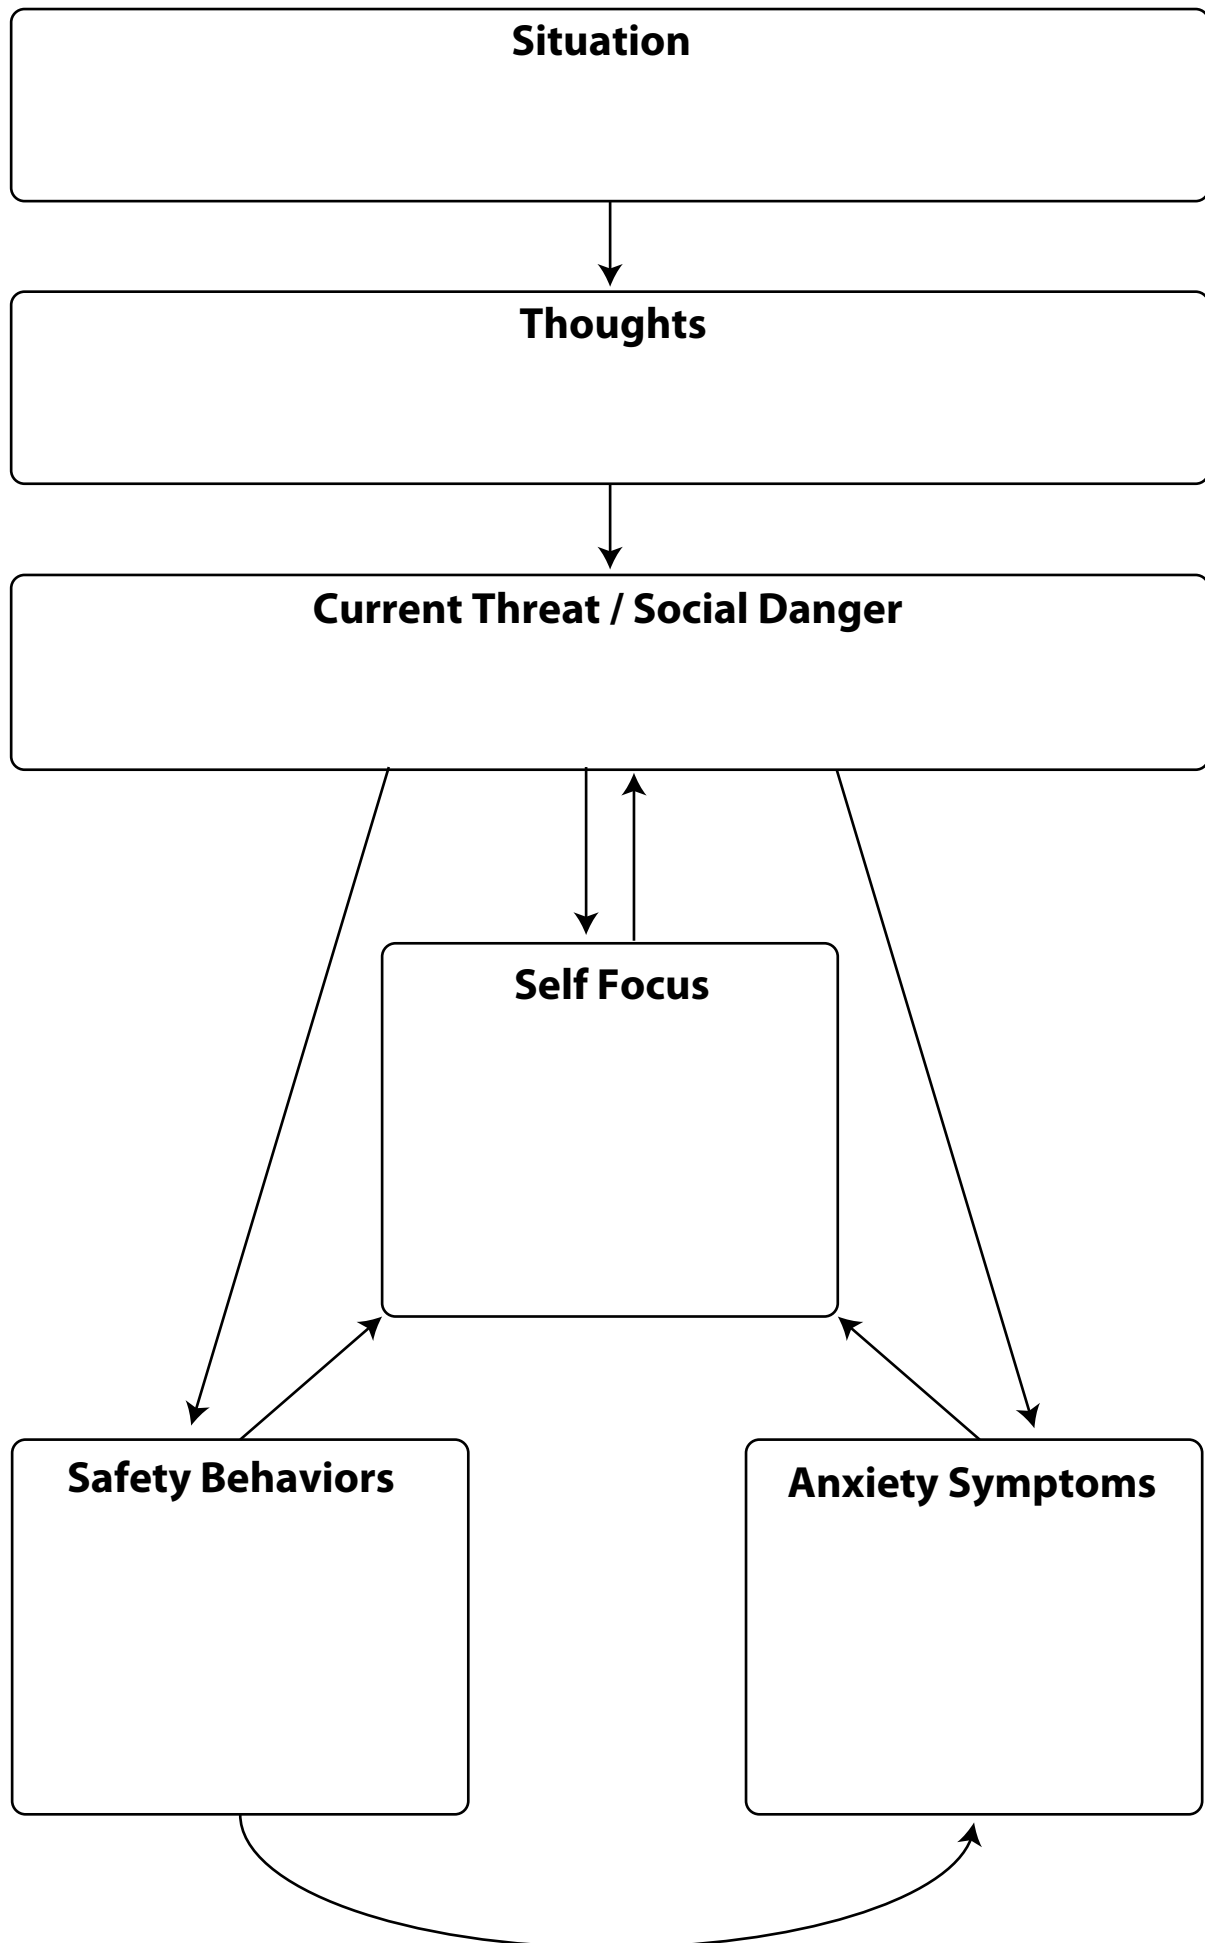 Situation
Thoughts
Current Threat / Social Danger
Self Focus
Safety Behaviors
Anxiety Symptoms